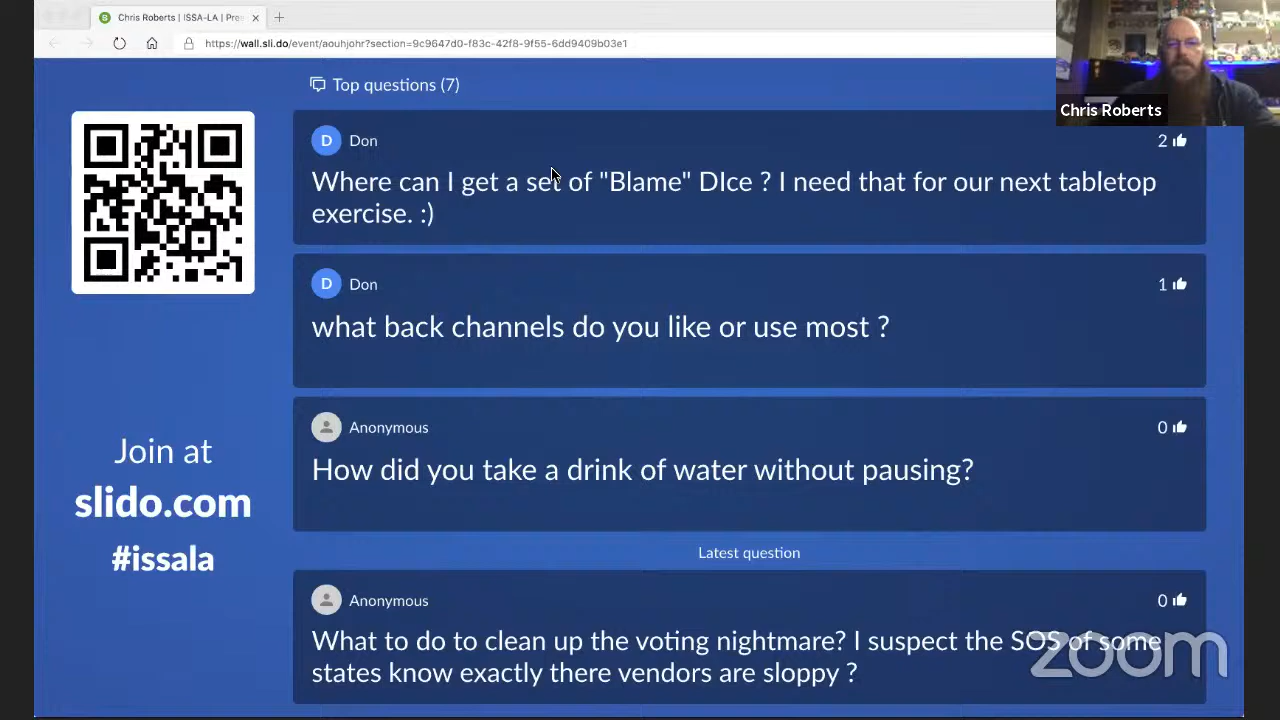 Chris Roberts | ISSA-LA | Pre
https://wall.sli.do/event/aouhjohr?section=9c9647d0-f83c-42f8-9f55-6dd9409b03e1
Chris Roberts
Top questions (7)
D Don 2
Where can I get a set of "Blame" DIce ? I need that for our next tabletop
exercise. :)
D Don 1
what back channels do you like or use most ?
Anonymous 0
How did you take a drink of water without pausing?
Join at
slido.com
#issala
Latest question
Anonymous 0
What to do to clean up the voting nightmare? I suspect the SOS of some
states know exactly there vendors are sloppy ?
zoom